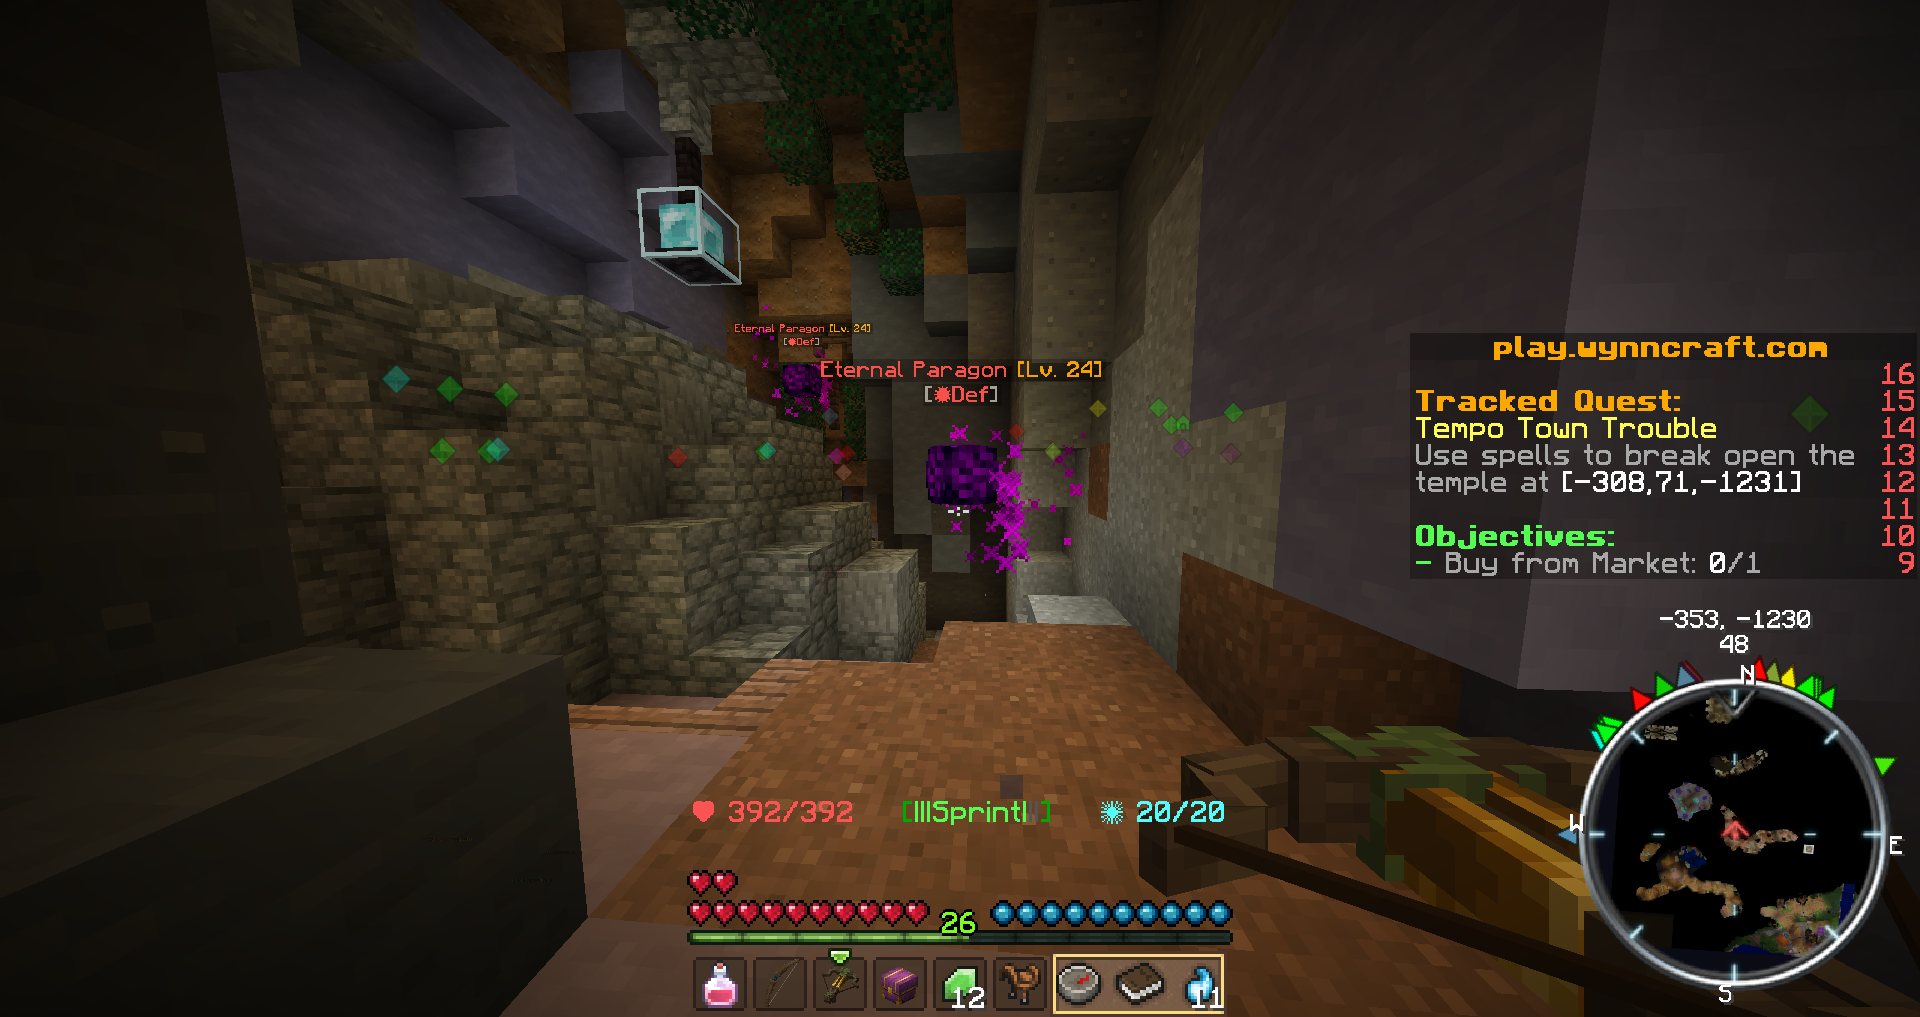 Eternal Paragon [Lv. 24]
[✹Def]
Eternal Paragon [Lv. 24]
[✹Def]
play.wynncraft.com
16
Tracked Quest: 15
Tempo Town Trouble 14
Use spells to break open the 13
temple at [-308,71,-1231] 12
11
Objectives: 10
- Buy from Market: 0/1 9
-353, -1230
48
N
W
E
S
❤ 392/392 [|||Sprint| ] 20/20
26
12
11